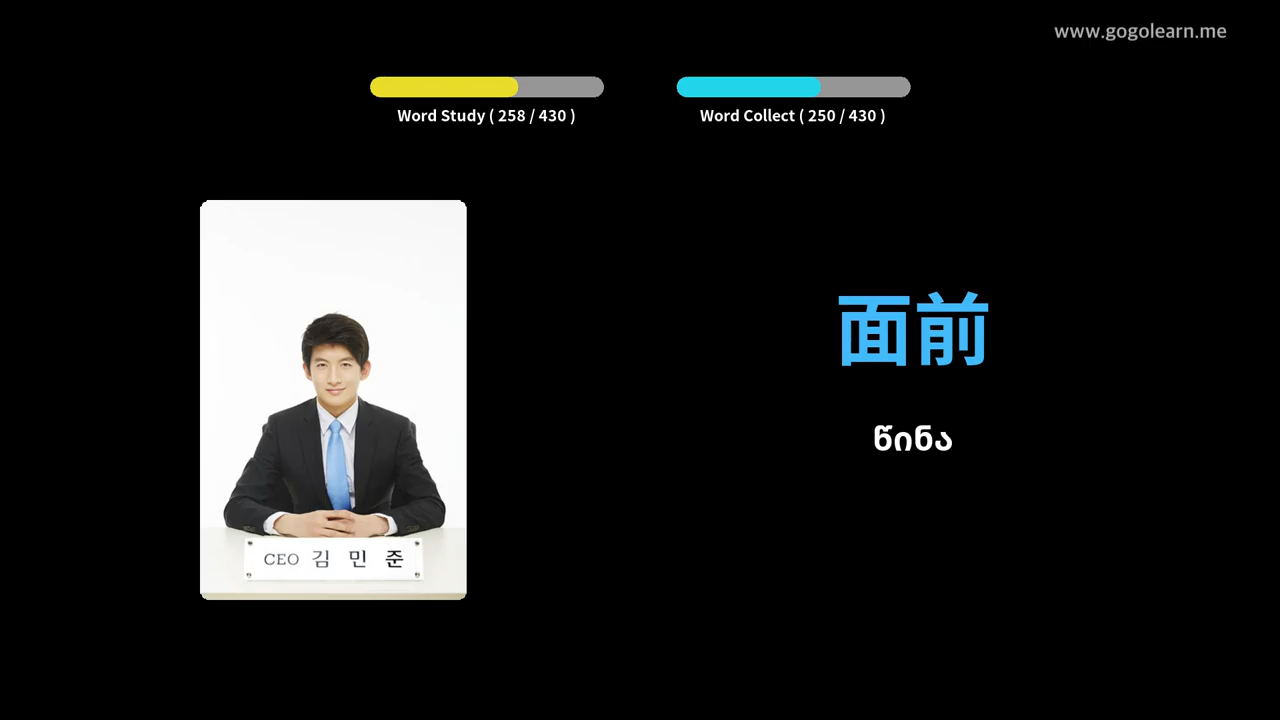 www.gogolearn.me
Word Study ( 258 / 430 )
Word Collect ( 250 / 430 )
面前
წინა
CEO 김 민 준